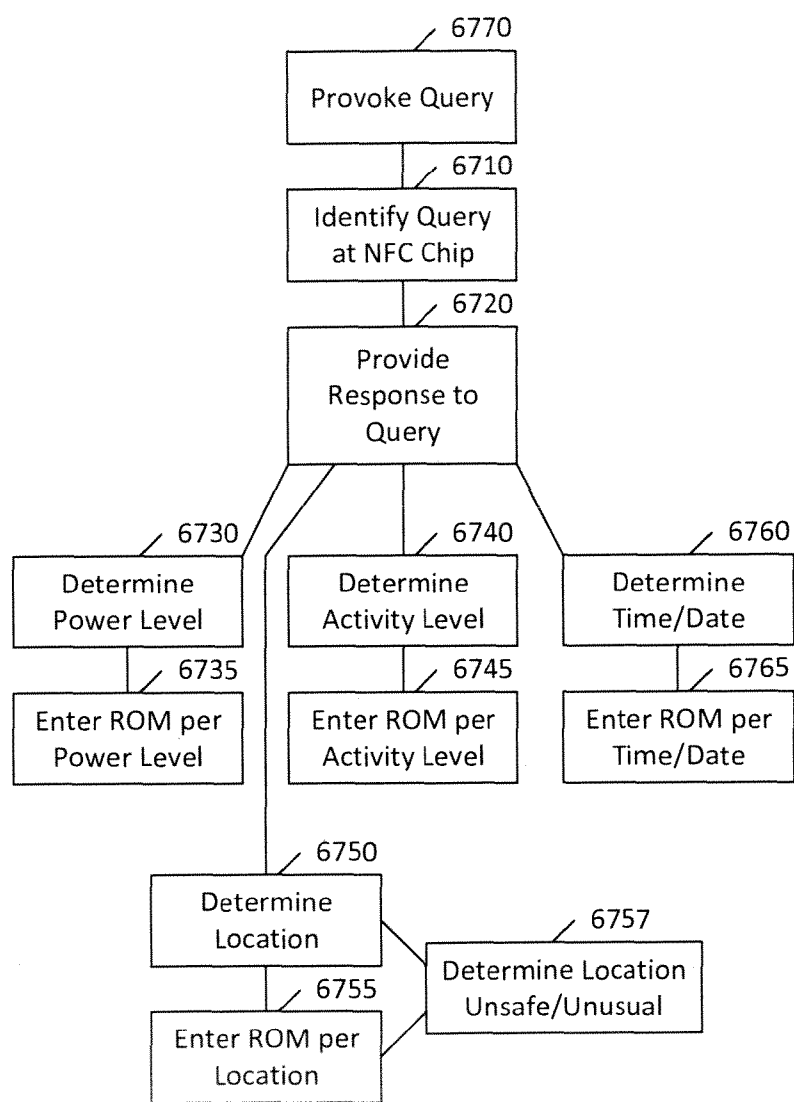 6770
Provoke Query
6710
Identify Query
at NFC Chip
6720
Provide
Response to
Query
6730
Determine
Power Level
6740
Determine
Activity Level
6760
Determine
Time/Date
6735
Enter ROM per
Power Level
6745
Enter ROM per
Activity Level
6765
Enter ROM per
Time/Date
6750
Determine
Location
6757
Determine Location
Unsafe/Unusual
6755
Enter ROM per
Location